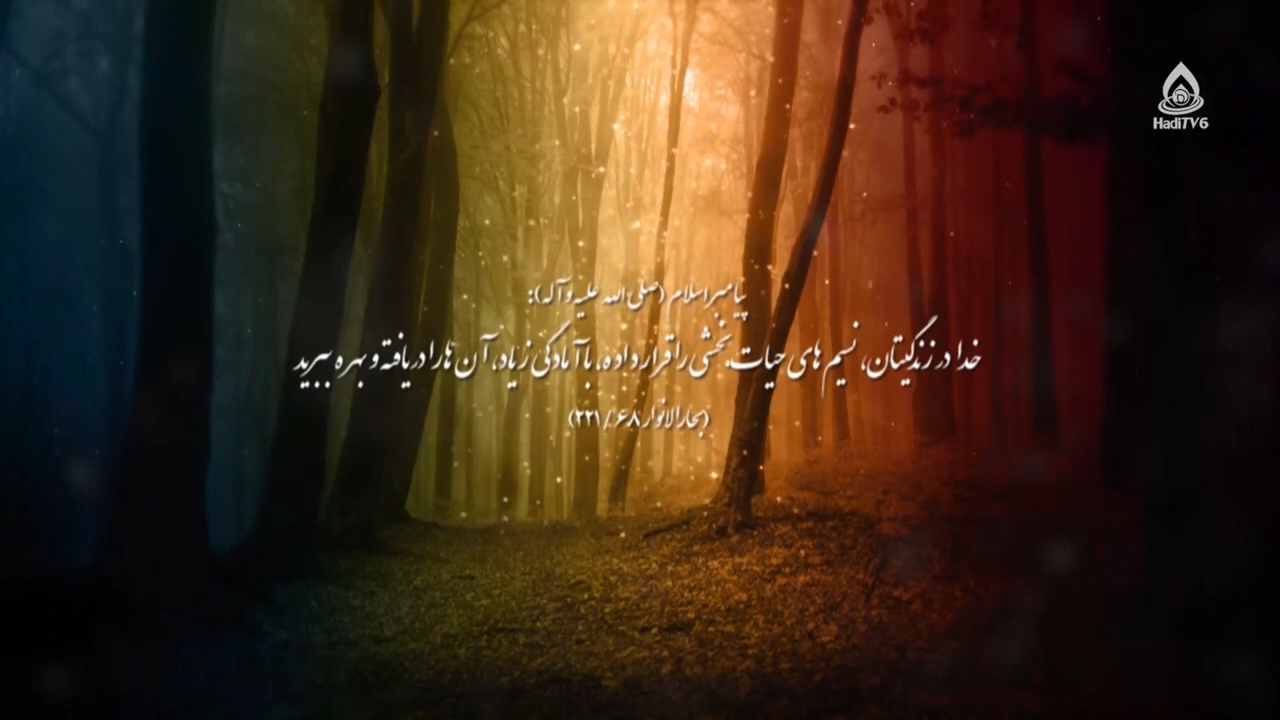 HadiTV6
پیامبر اسلام (صلی الله علیه و آله):
خدا در زندگیتان، نسیم های حیات بخشی را قرار داده، با آمادگی زیاد، آن ها را دریافته و بهره ببرید
(بحارالانوار ۶۸ / ۲۲۱)